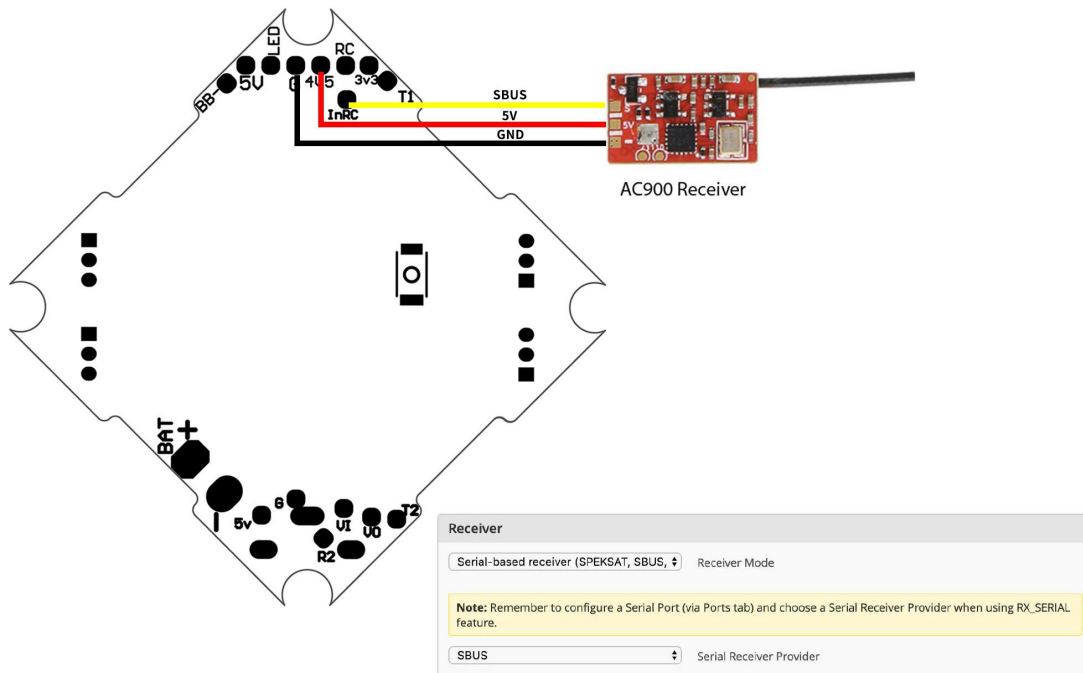 LED
RC
BB-
5V
G
4V5
3v3
T1
InRC
SBUS
5V
GND
S
5V
AC900 Receiver
BAT
+
-
5v
G
VI
VO
T2
R2
Receiver
Serial-based receiver (SPEKSAT, SBUS,
Receiver Mode
Note: Remember to configure a Serial Port (via Ports tab) and choose a Serial Receiver Provider when using RX_SERIAL
feature.
SBUS
Serial Receiver Provider